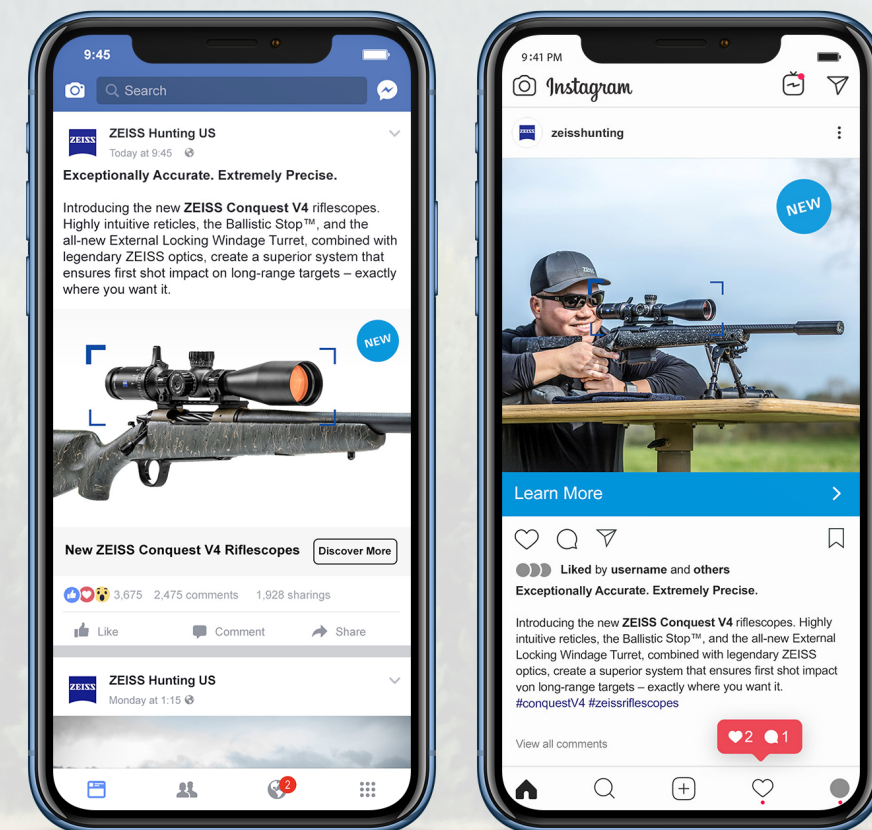 9:45
Search
ZEISS
ZEISS Hunting US
Today at 9:45
Exceptionally Accurate. Extremely Precise.
Introducing the new ZEISS Conquest V4 riflescopes.
Highly intuitive reticles, the Ballistic Stop™, and the
all-new External Locking Windage Turret, combined with
legendary ZEISS optics, create a superior system that
ensures first shot impact on long-range targets – exactly
where you want it.
NEW
New ZEISS Conquest V4 Riflescopes
Discover More
3,675 2,475 comments 1,928 sharings
Like Comment Share
ZEISS
ZEISS Hunting US
Monday at 1:15
2
9:41 PM
Instagram
ZEISS
zeisshunting
NEW
ZEISS
Learn More
Liked by username and others
Exceptionally Accurate. Extremely Precise.
Introducing the new ZEISS Conquest V4 riflescopes. Highly
intuitive reticles, the Ballistic Stop™, and the all-new External
Locking Windage Turret, combined with legendary ZEISS
optics, create a superior system that ensures first shot impact
von long-range targets – exactly where you want it.
#conquestV4 #zeissriflescopes
View all comments
2 1